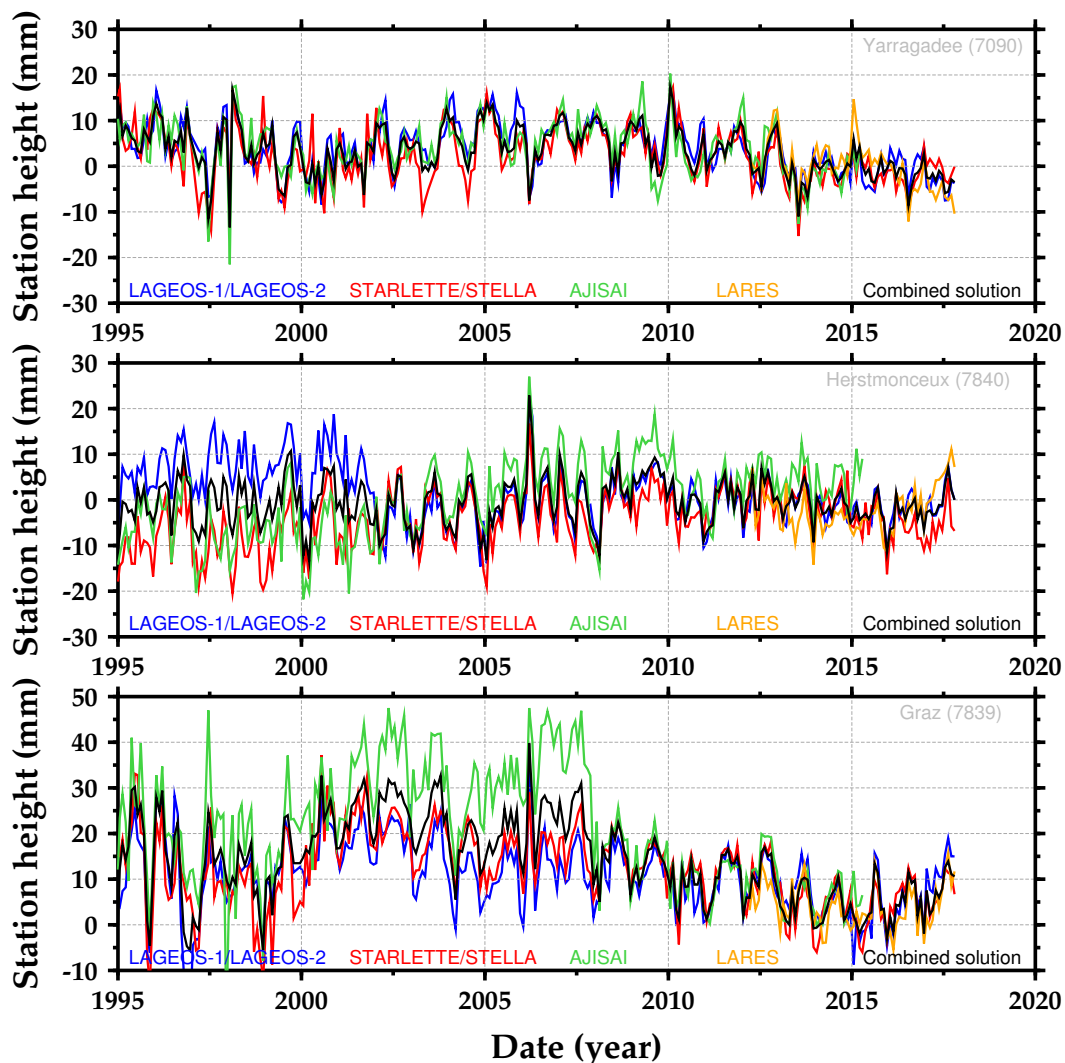 Station height (mm)
30
20
10
0
-10
-20
-30
Yarragadee (7090)
LAGEOS-1/LAGEOS-2 STARLETTE/STELLA AJISAI LARES Combined solution
1995 2000 2005 2010 2015 2020
Station height (mm)
30
20
10
0
-10
-20
-30
Herstmonceux (7840)
LAGEOS-1/LAGEOS-2 STARLETTE/STELLA AJISAI LARES Combined solution
1995 2000 2005 2010 2015 2020
Station height (mm)
50
40
30
20
10
0
-10
Graz (7839)
LAGEOS-1/LAGEOS-2 STARLETTE/STELLA AJISAI LARES Combined solution
1995 2000 2005 2010 2015 2020
Date (year)